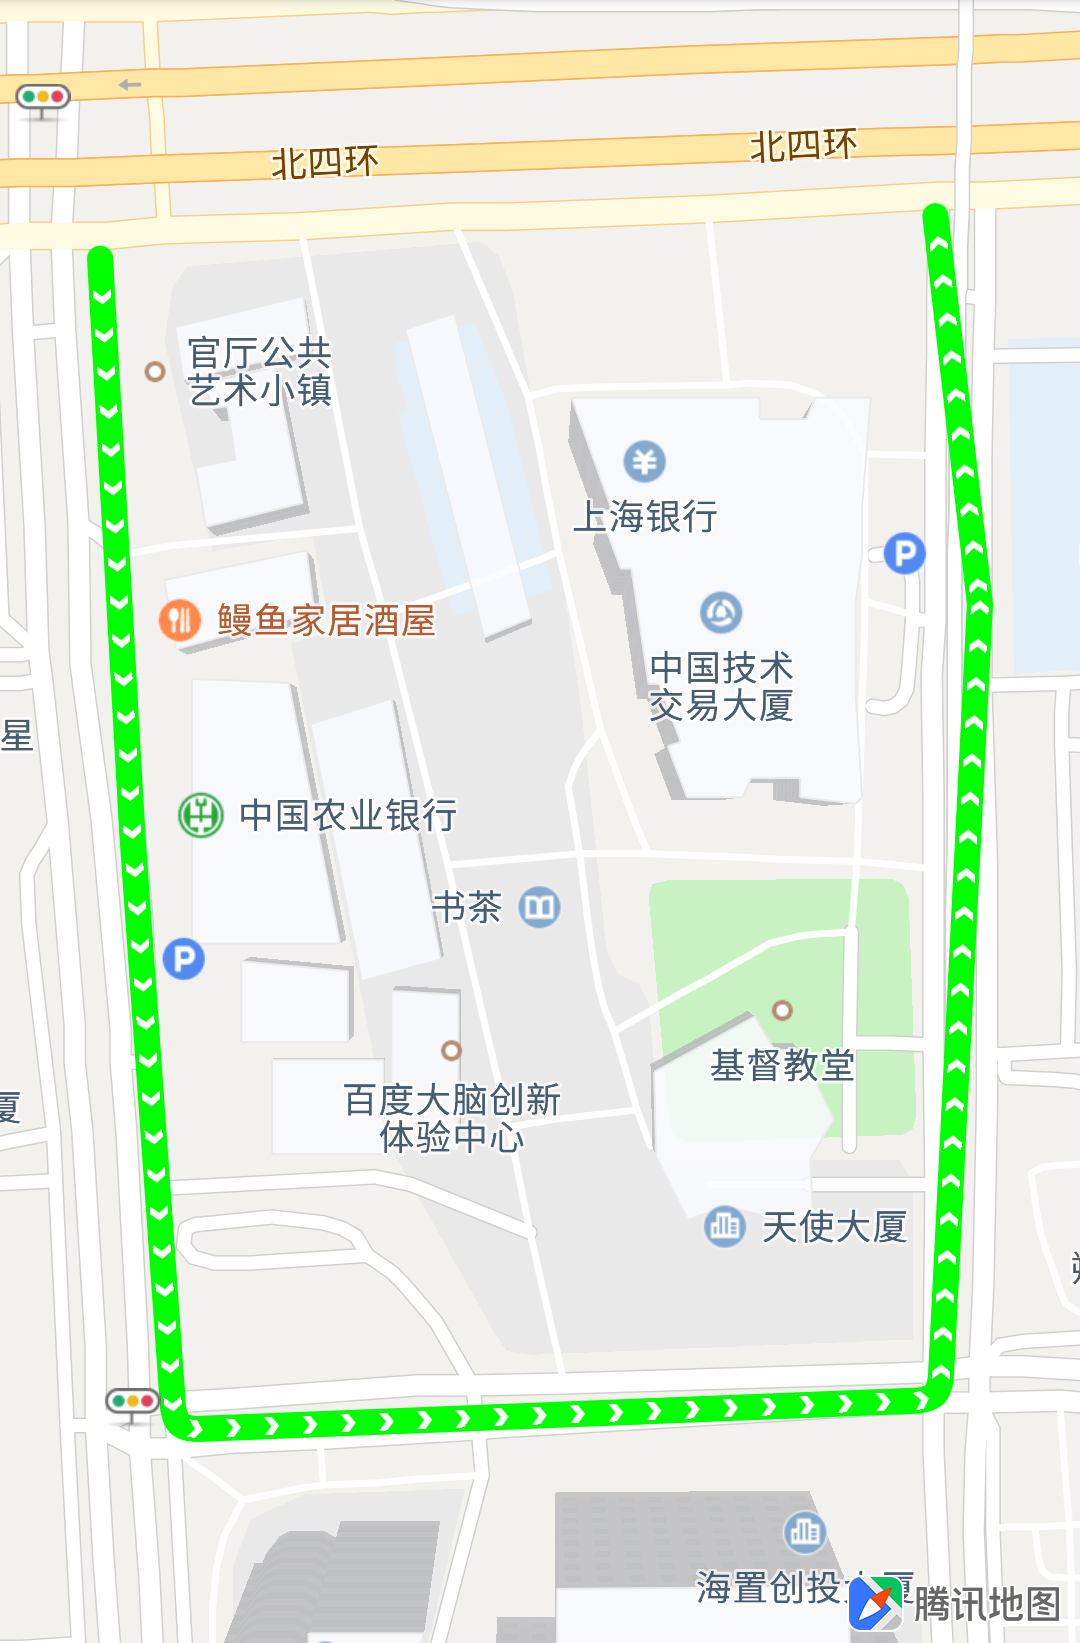 北四环
北四环
官厅公共
艺术小镇
上海银行
鳗鱼家居酒屋
中国技术
交易大厦
星
中国农业银行
书茶
基督教堂
百度大脑创新
体验中心
厦
天使大厦
海置创投大厦
腾讯地图